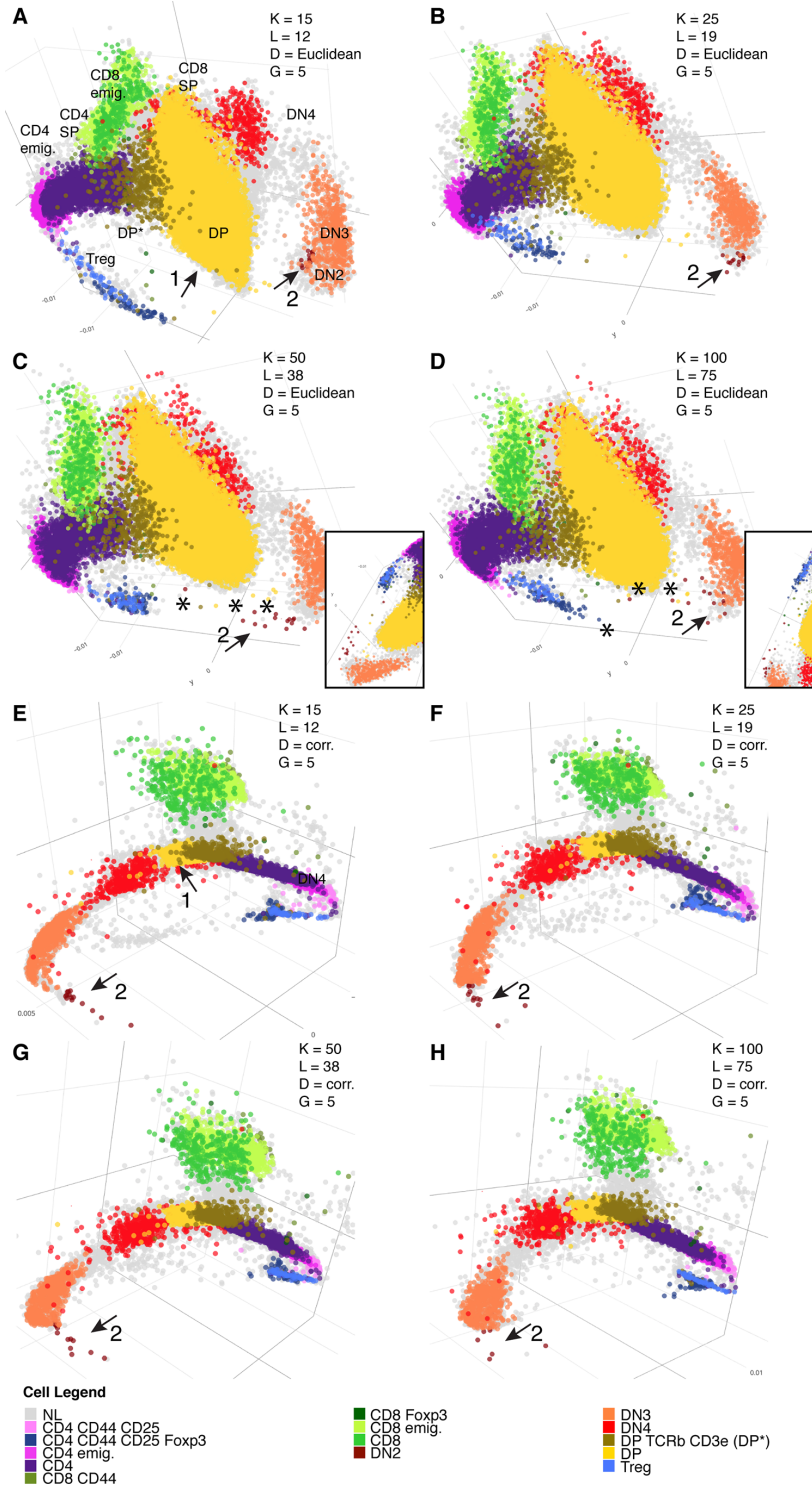 A
K = 15
L = 12
D = Euclidean
G = 5
CD8
emig.
CD8
SP
CD4
SP
CD4
emig.
DN4
DP*
DP
DN3
DN2
Treg
1
2
-0.01
-0.01
B
K = 25
L = 19
D = Euclidean
G = 5
2
0
-0.01
-0.01
y
0
C
K = 50
L = 38
D = Euclidean
G = 5
* * *
2
-0.01
-0.01
y
0
D
K = 100
L = 75
D = Euclidean
G = 5
* *
*
2
0
-0.01
y
0
E
K = 15
L = 12
D = corr.
G = 5
DN4
1
2
0.005
0
F
K = 25
L = 19
D = corr.
G = 5
2
G
K = 50
L = 38
D = corr.
G = 5
2
H
K = 100
L = 75
D = corr.
G = 5
2
0.01
Cell Legend
NL
CD4 CD44 CD25
CD4 CD44 CD25 Foxp3
CD4 emig.
CD4
CD8 CD44
CD8 Foxp3
CD8 emig.
CD8
DN2
DN3
DN4
DP TCRb CD3e (DP*)
DP
Treg